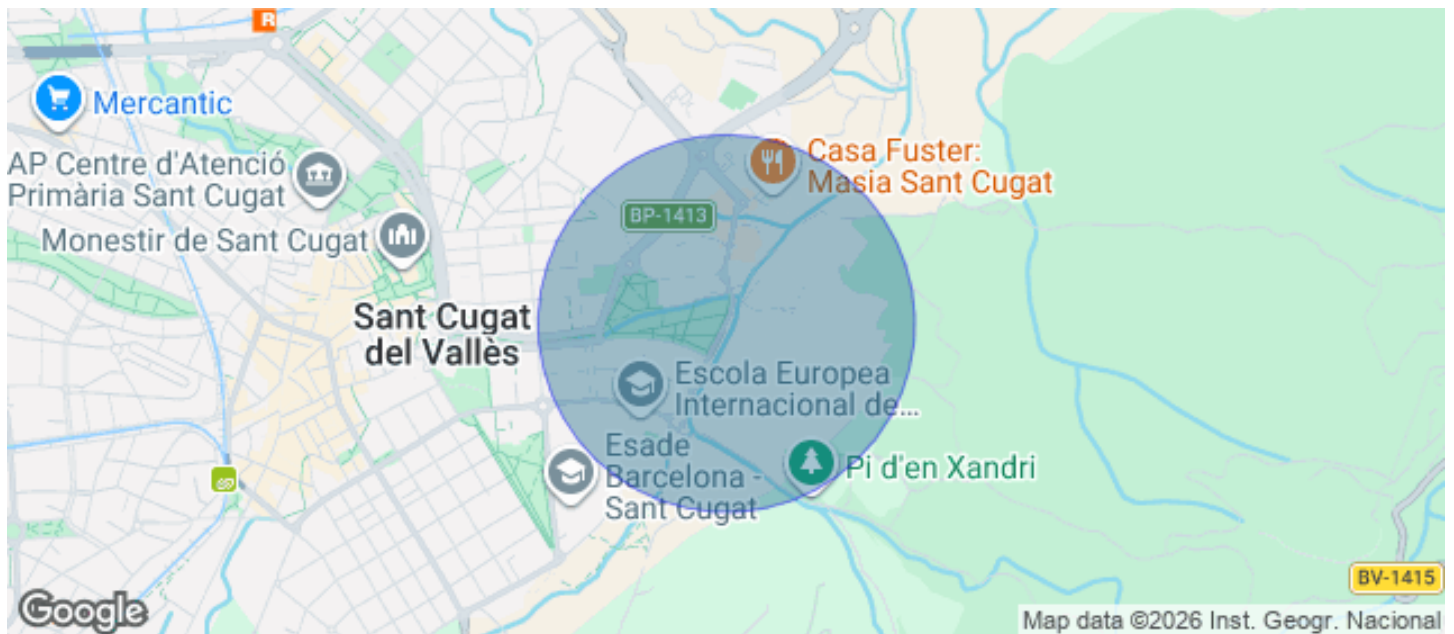 R
Mercantic
AP Centre d'Atenció
Primària Sant Cugat
Monestir de Sant Cugat
Casa Fuster:
Masia Sant Cugat
BP-1413
Sant Cugat
del Vallès
Escola Europea
Internacional de...
Esade
Barcelona -
Sant Cugat
Pi d'en Xandri
BV-1415
Google
Map data ©2026 Inst. Geogr. Nacional